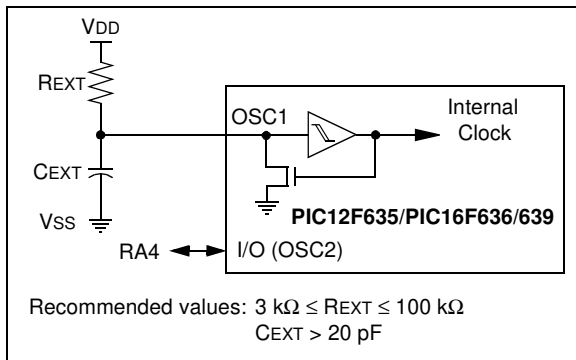 VDD
REXT
OSC1
Internal
Clock
CEXT
VSS
PIC12F635/PIC16F636/639
RA4
I/O (OSC2)
Recommended values: 3 kΩ ≤ REXT ≤ 100 kΩ
CEXT > 20 pF